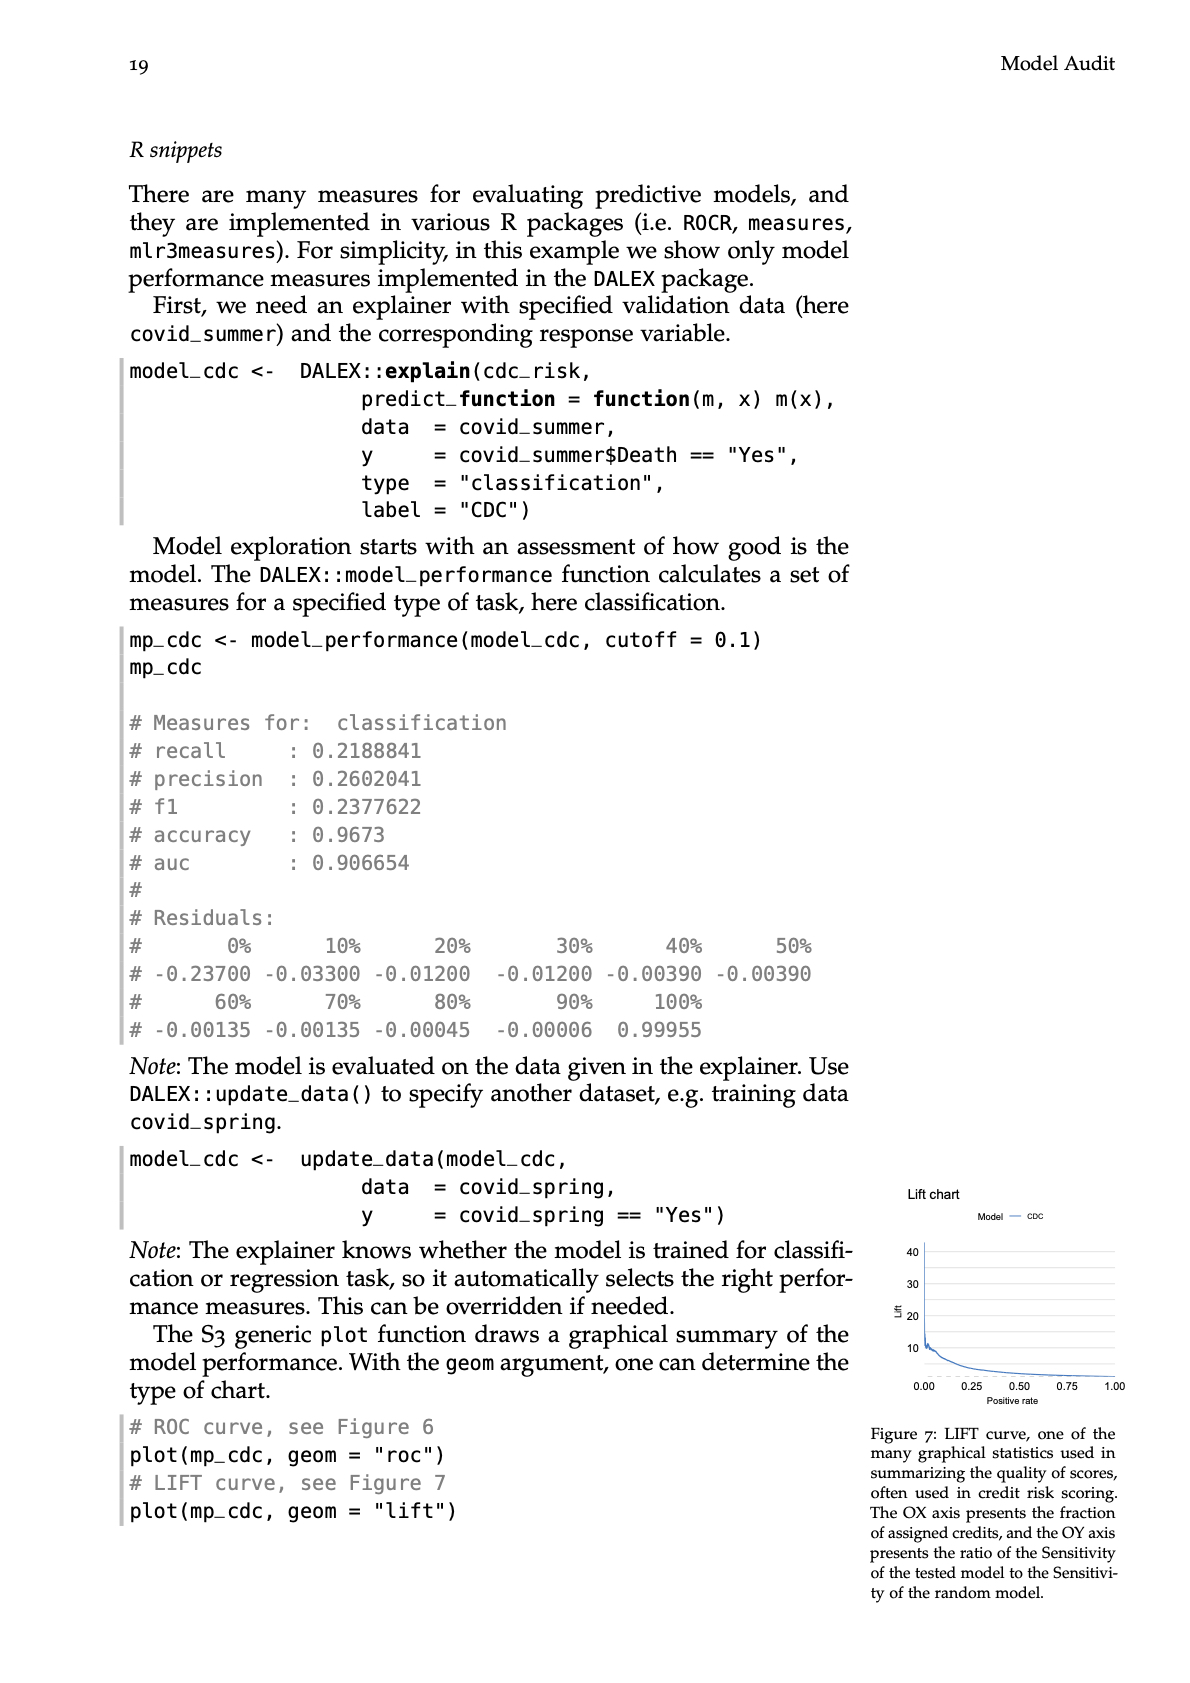 19
Model Audit
R snippets
There are many measures for evaluating predictive models, and
they are implemented in various R packages (i.e. ROCR, measures,
mlr3measures). For simplicity, in this example we show only model
performance measures implemented in the DALEX package.
First, we need an explainer with specified validation data (here
covid_summer) and the corresponding response variable.
model_cdc <-  DALEX::explain(cdc_risk,
                   predict_function = function(m, x) m(x),
                   data  = covid_summer,
                   y     = covid_summer$Death == "Yes",
                   type  = "classification",
                   label = "CDC")
Model exploration starts with an assessment of how good is the
model. The DALEX::model_performance function calculates a set of
measures for a specified type of task, here classification.
mp_cdc <- model_performance(model_cdc, cutoff = 0.1)
mp_cdc
# Measures for:  classification
# recall     : 0.2188841
# precision  : 0.2602041
# f1         : 0.2377622
# accuracy   : 0.9673
# auc        : 0.906654
#
# Residuals:
#       0%      10%      20%       30%      40%      50%
# -0.23700 -0.03300 -0.01200  -0.01200 -0.00390 -0.00390
#      60%      70%      80%       90%     100%
# -0.00135 -0.00135 -0.00045  -0.00006  0.99955
Note: The model is evaluated on the data given in the explainer. Use
DALEX::update_data() to specify another dataset, e.g. training data
covid_spring.
model_cdc <-  update_data(model_cdc,
                   data  = covid_spring,
                   y     = covid_spring == "Yes")
Note: The explainer knows whether the model is trained for classifi-
cation or regression task, so it automatically selects the right perfor-
mance measures. This can be overridden if needed.
The S3 generic plot function draws a graphical summary of the
model performance. With the geom argument, one can determine the
type of chart.
# ROC curve, see Figure 6
plot(mp_cdc, geom = "roc")
# LIFT curve, see Figure 7
plot(mp_cdc, geom = "lift")
Lift chart
Model CDC
40
30
20
10
Lift
0.00 0.25 0.50 0.75 1.00
Positive rate
Figure 7: LIFT curve, one of the
many graphical statistics used in
summarizing the quality of scores,
often used in credit risk scoring.
The OX axis presents the fraction
of assigned credits, and the OY axis
presents the ratio of the Sensitivity
of the tested model to the Sensitivi-
ty of the random model.